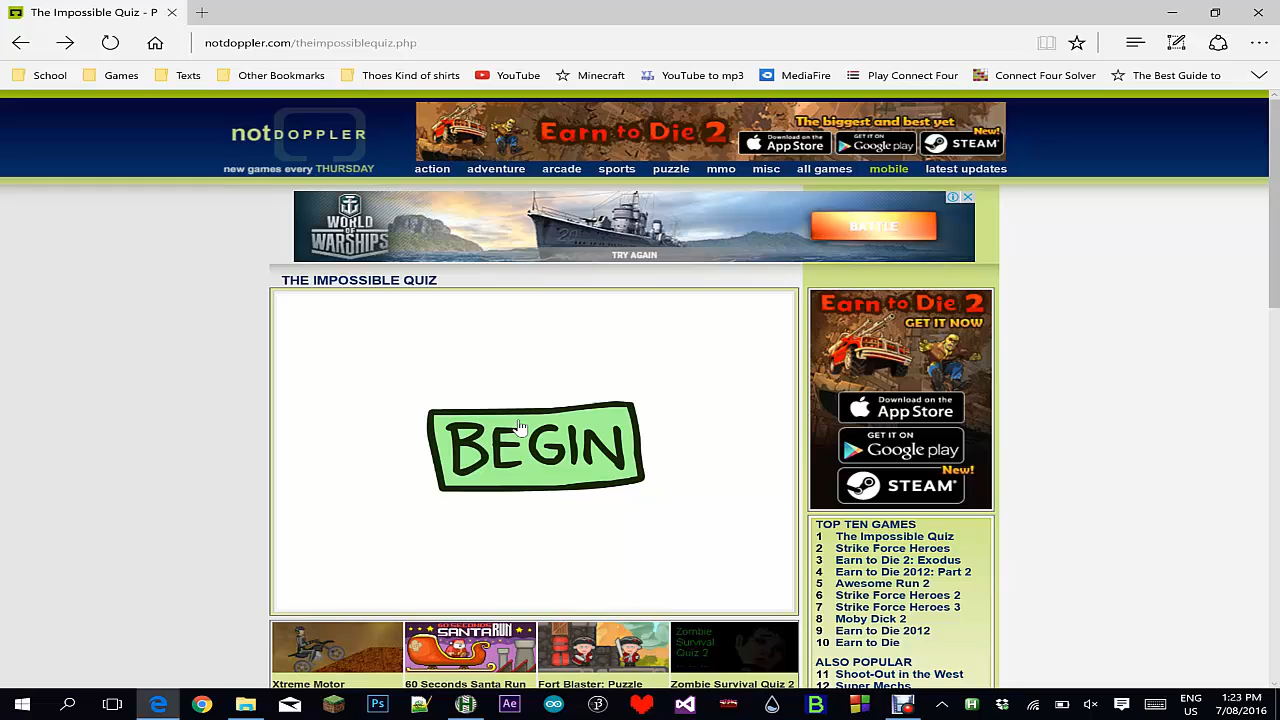 The Impossible Quiz - P
notdoppler.com/theimpossiblequiz.php
School Games Texts Other Bookmarks Thoes Kind of shirts YouTube Minecraft YouTube to mp3 MediaFire Play Connect Four Connect Four Solver The Best Guide to
notDOPPLER
new games every THURSDAY
Earn to Die 2
The biggest and best yet
Download on the App Store
GET IT ON Google play
New!
STEAM
action adventure arcade sports puzzle mmo misc all games mobile latest updates
WORLD OF WARSHIPS
BATTLE
TRY AGAIN
THE IMPOSSIBLE QUIZ
BEGIN
Earn to Die 2
GET IT NOW
Download on the
App Store
GET IT ON
Google play
New!
STEAM
TOP TEN GAMES
1 The Impossible Quiz
2 Strike Force Heroes
3 Earn to Die 2: Exodus
4 Earn to Die 2012: Part 2
5 Awesome Run 2
6 Strike Force Heroes 2
7 Strike Force Heroes 3
8 Moby Dick 2
9 Earn to Die 2012
10 Earn to Die
ALSO POPULAR
11 Shoot-Out in the West
12 Super Mechs
60 SECONDS
SANTA RUN
Zombie
Survival
Quiz 2
Xtreme Motor 60 Seconds Santa Run Fort Blaster: Puzzle Zombie Survival Quiz 2
ENG
US
1:23 PM
7/08/2016